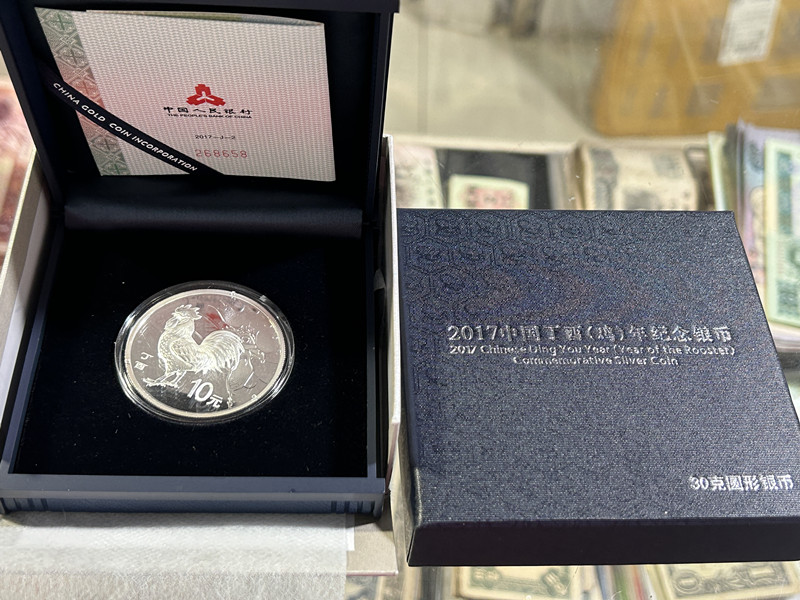 中国人民银行
THE PEOPLE'S BANK OF CHINA
2017—J—2
268658
CHINA GOLD COIN INCORPORATION
丁酉
10元
2017中国丁酉(鸡)年纪念银币
2017 Chinese Ding You Year (Year of the Rooster)
Commemorative Silver Coin
30克圆形银币